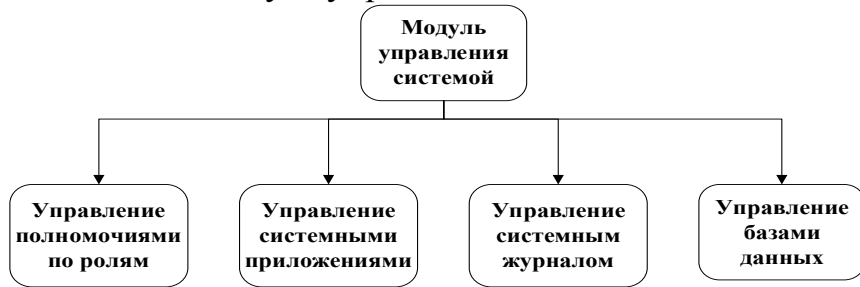 Модуль
управления
системой
Управление
полномочиями
по ролям
Управление
системными
приложениями
Управление
системным
журналом
Управление
базами
данных